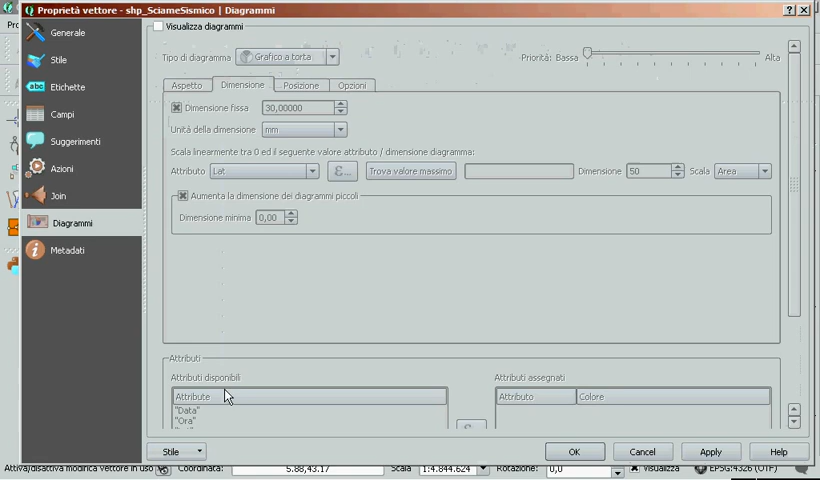 Proprietà vettore - shp_SciameSismico | Diagrammi
Generale
Stile
abc Etichette
Campi
Suggerimenti
Azioni
Join
Diagrammi
Metadati
Visualizza diagrammi
Tipo di diagramma Grafico a torta Priorità: Bassa Alta
Aspetto Dimensione Posizione Opzioni
Dimensione fissa 30,00000
Unità della dimensione mm
Scala linearmente tra 0 ed il seguente valore attributo / dimensione diagramma:
Attributo Lat ε... Trova valore massimo Dimensione 50 Scala Area
Aumenta la dimensione dei diagrammi piccoli
Dimensione minima 0,00
Attributi
Attributi disponibili Attributi assegnati
Attribute Attributo Colore
"Data"
"Ora"
Stile OK Cancel Apply Help
Attiva/disattiva modifica vettore in uso Coordinata: 5.88,43.17 Scala 1:4.844.624 Rotazione: 0,0 Visualizza EPSG:4326 (OTF)